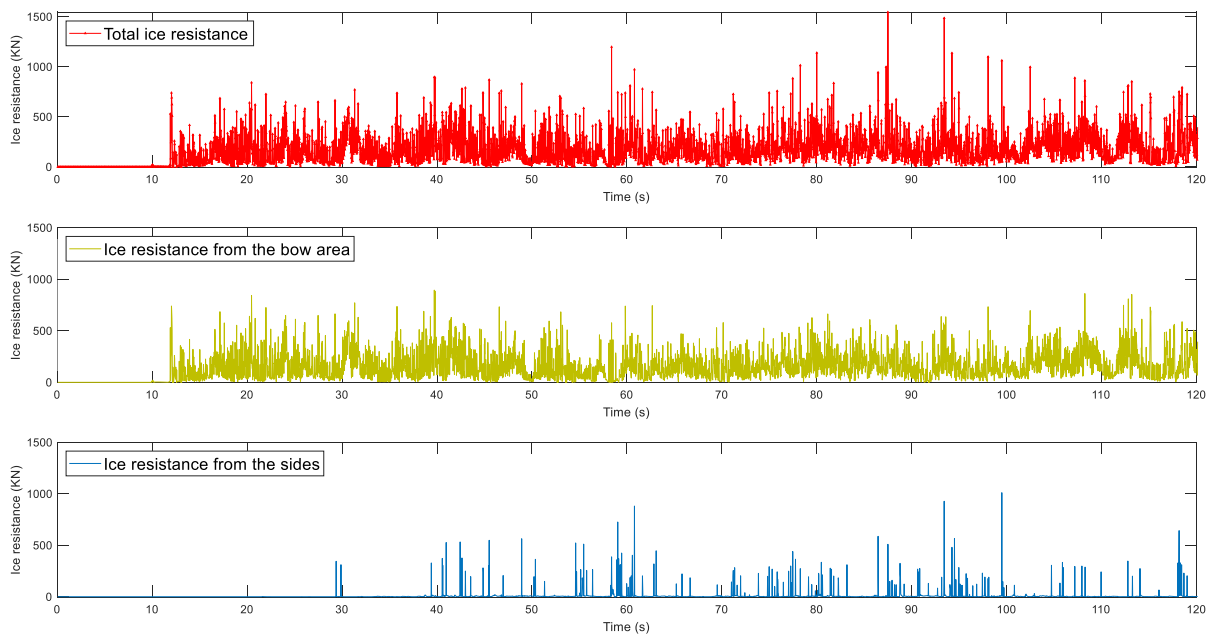 Total ice resistance
Ice resistance (KN)
1500
1000
500
0
0 10 20 30 40 50 60 70 80 90 100 110 120
Time (s)
Ice resistance from the bow area
Ice resistance (KN)
1500
1000
500
0
0 10 20 30 40 50 60 70 80 90 100 110 120
Time (s)
Ice resistance from the sides
Ice resistance (KN)
1500
1000
500
0
0 10 20 30 40 50 60 70 80 90 100 110 120
Time (s)